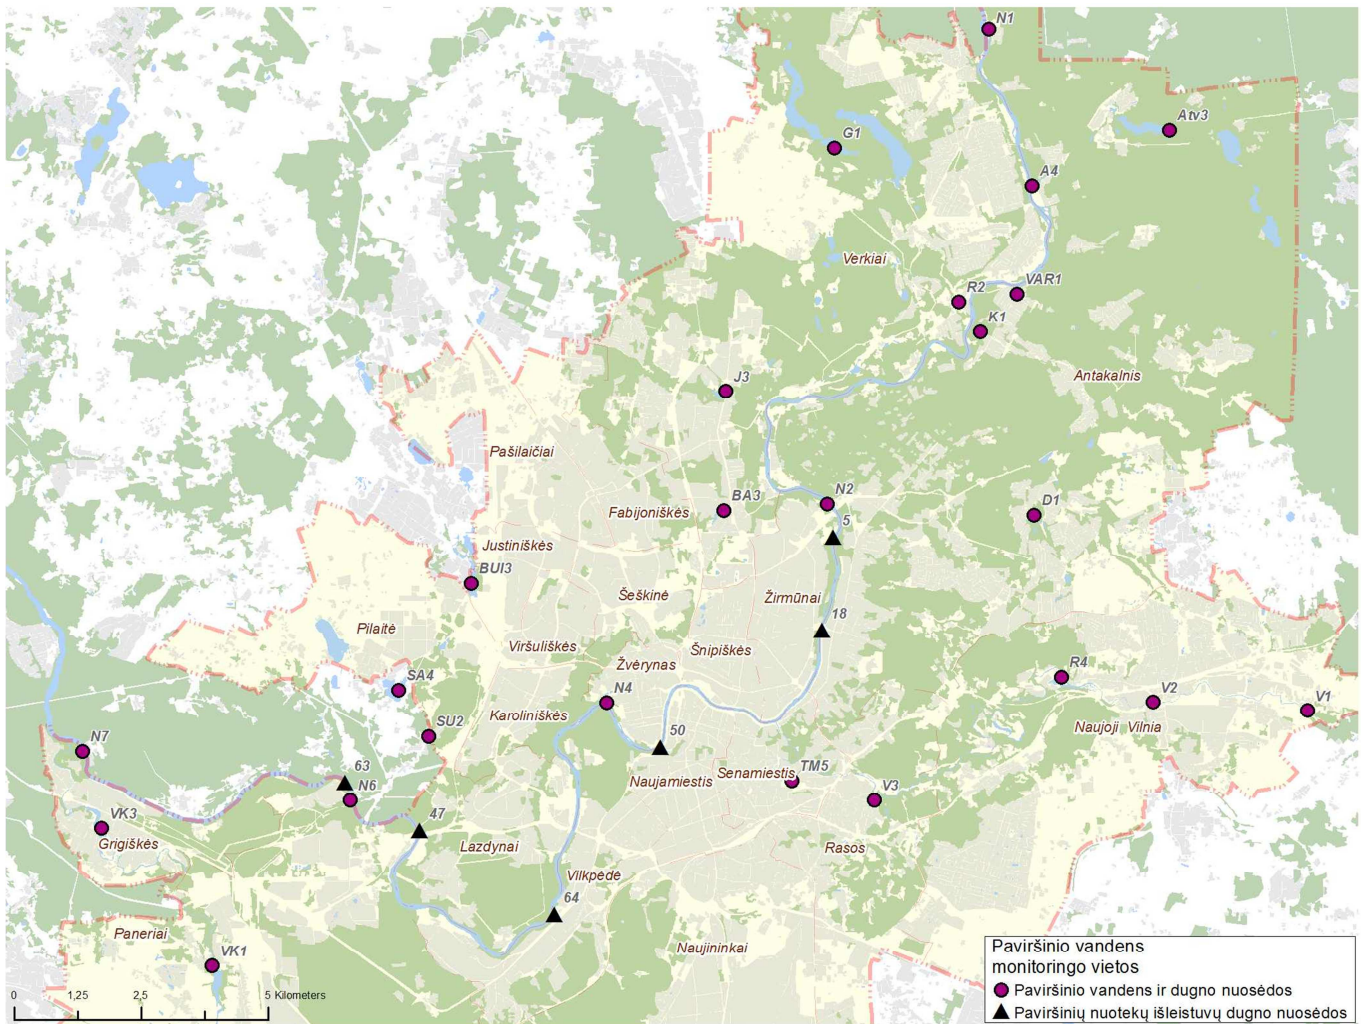 N1
Atv3
G1
A4
Verkiai
VAR1
R2
K1
J3
Antakalnis
Pašilaičiai
N2
BA3
D1
Fabijoniškės
5
Justiniškės
BUI3
Šeškinė
Žirmūnai
18
Pilaitė
Viršuliškės
Šnipiškės
Žvėrynas
R4
SA4
N4
V2
V1
Karoliniškės
SU2
50
Naujoji Vilnia
N7
63
TM5
Senamiestis
Naujamiestis
N6
V3
VK3
47
Grigiškės
Lazdynai
Rasos
Vilkpėdė
64
Paneriai
VK1
Naujininkai
0 1,25 2,5 5 Kilometers
Paviršinio vandens
monitoringo vietos
Paviršinio vandens ir dugno nuosėdos
Paviršinių nuotekų išleistuvų dugno nuosėdos